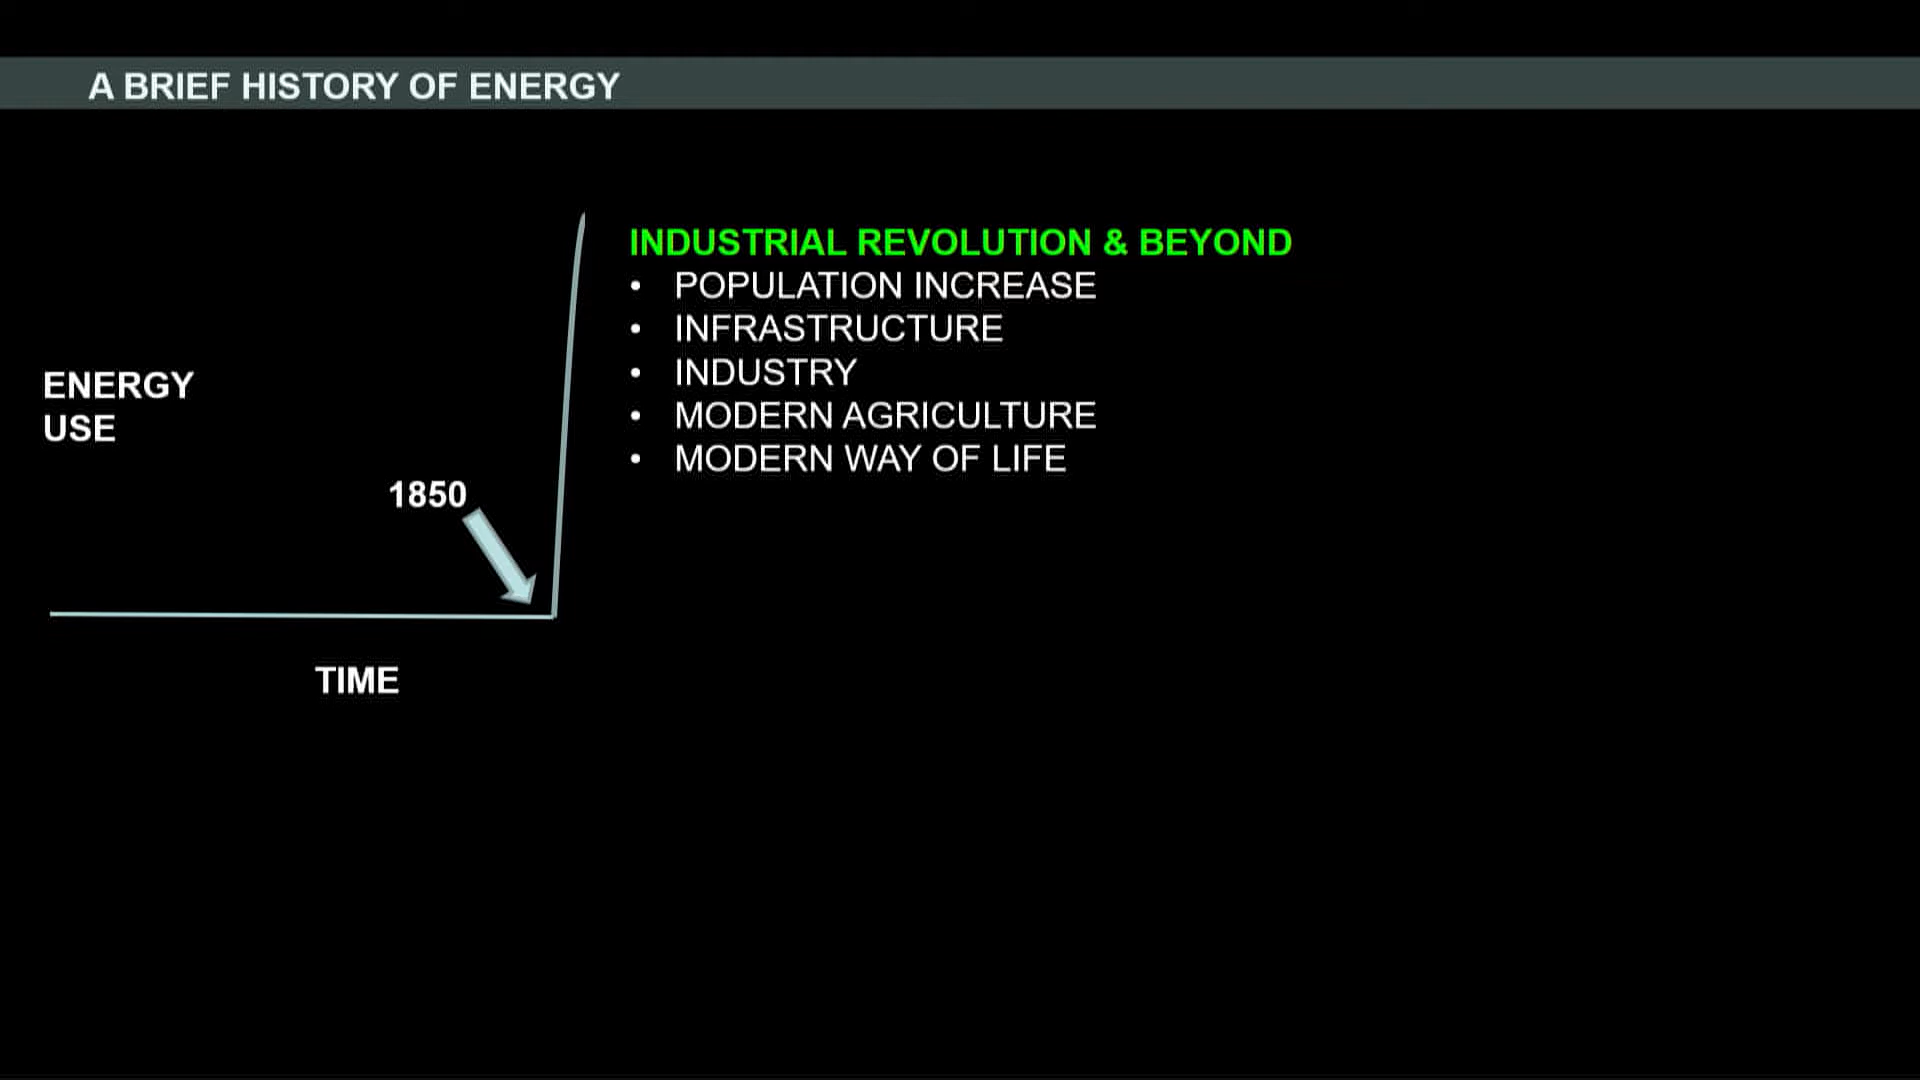 A BRIEF HISTORY OF ENERGY
INDUSTRIAL REVOLUTION & BEYOND
• POPULATION INCREASE
• INFRASTRUCTURE
• INDUSTRY
• MODERN AGRICULTURE
• MODERN WAY OF LIFE
ENERGY
USE
1850
TIME